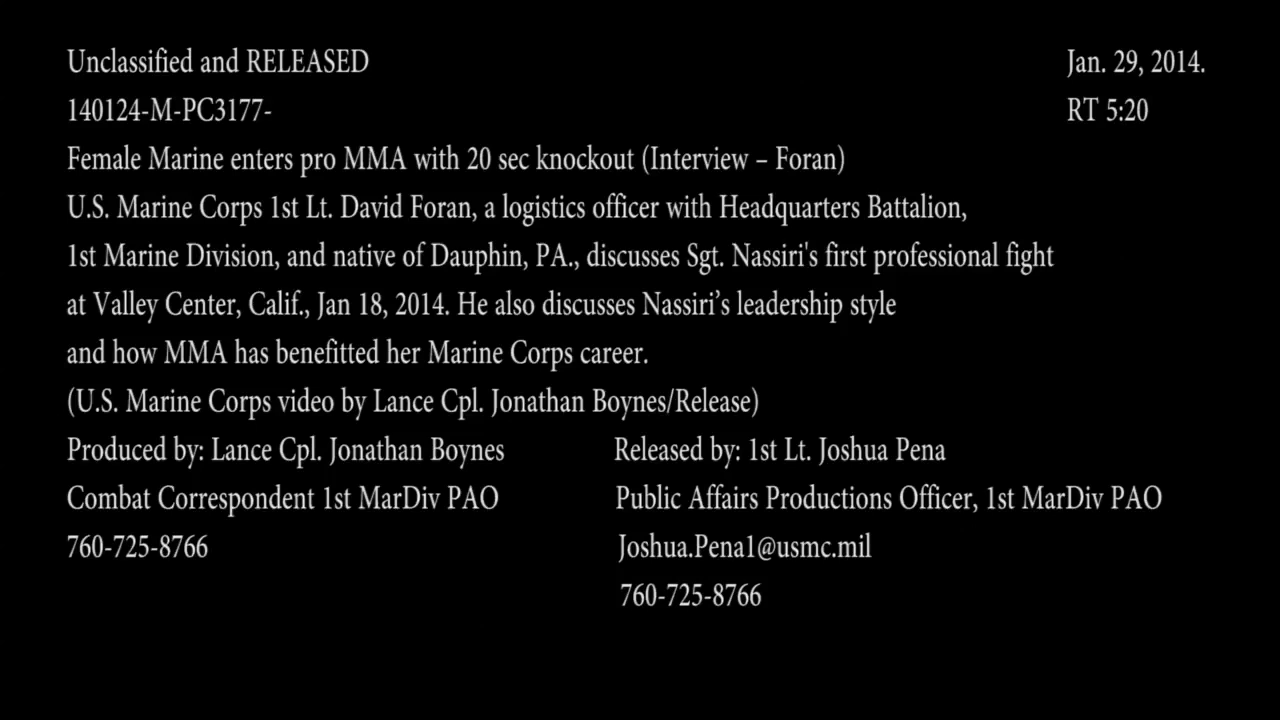 Unclassified and RELEASED Jan. 29, 2014.
140124-M-PC3177- RT 5:20
Female Marine enters pro MMA with 20 sec knockout (Interview – Foran)
U.S. Marine Corps 1st Lt. David Foran, a logistics officer with Headquarters Battalion,
1st Marine Division, and native of Dauphin, PA., discusses Sgt. Nassiri's first professional fight
at Valley Center, Calif., Jan 18, 2014. He also discusses Nassiri’s leadership style
and how MMA has benefitted her Marine Corps career.
(U.S. Marine Corps video by Lance Cpl. Jonathan Boynes/Release)
Produced by: Lance Cpl. Jonathan Boynes Released by: 1st Lt. Joshua Pena
Combat Correspondent 1st MarDiv PAO Public Affairs Productions Officer, 1st MarDiv PAO
760-725-8766 Joshua.Pena1@usmc.mil
760-725-8766